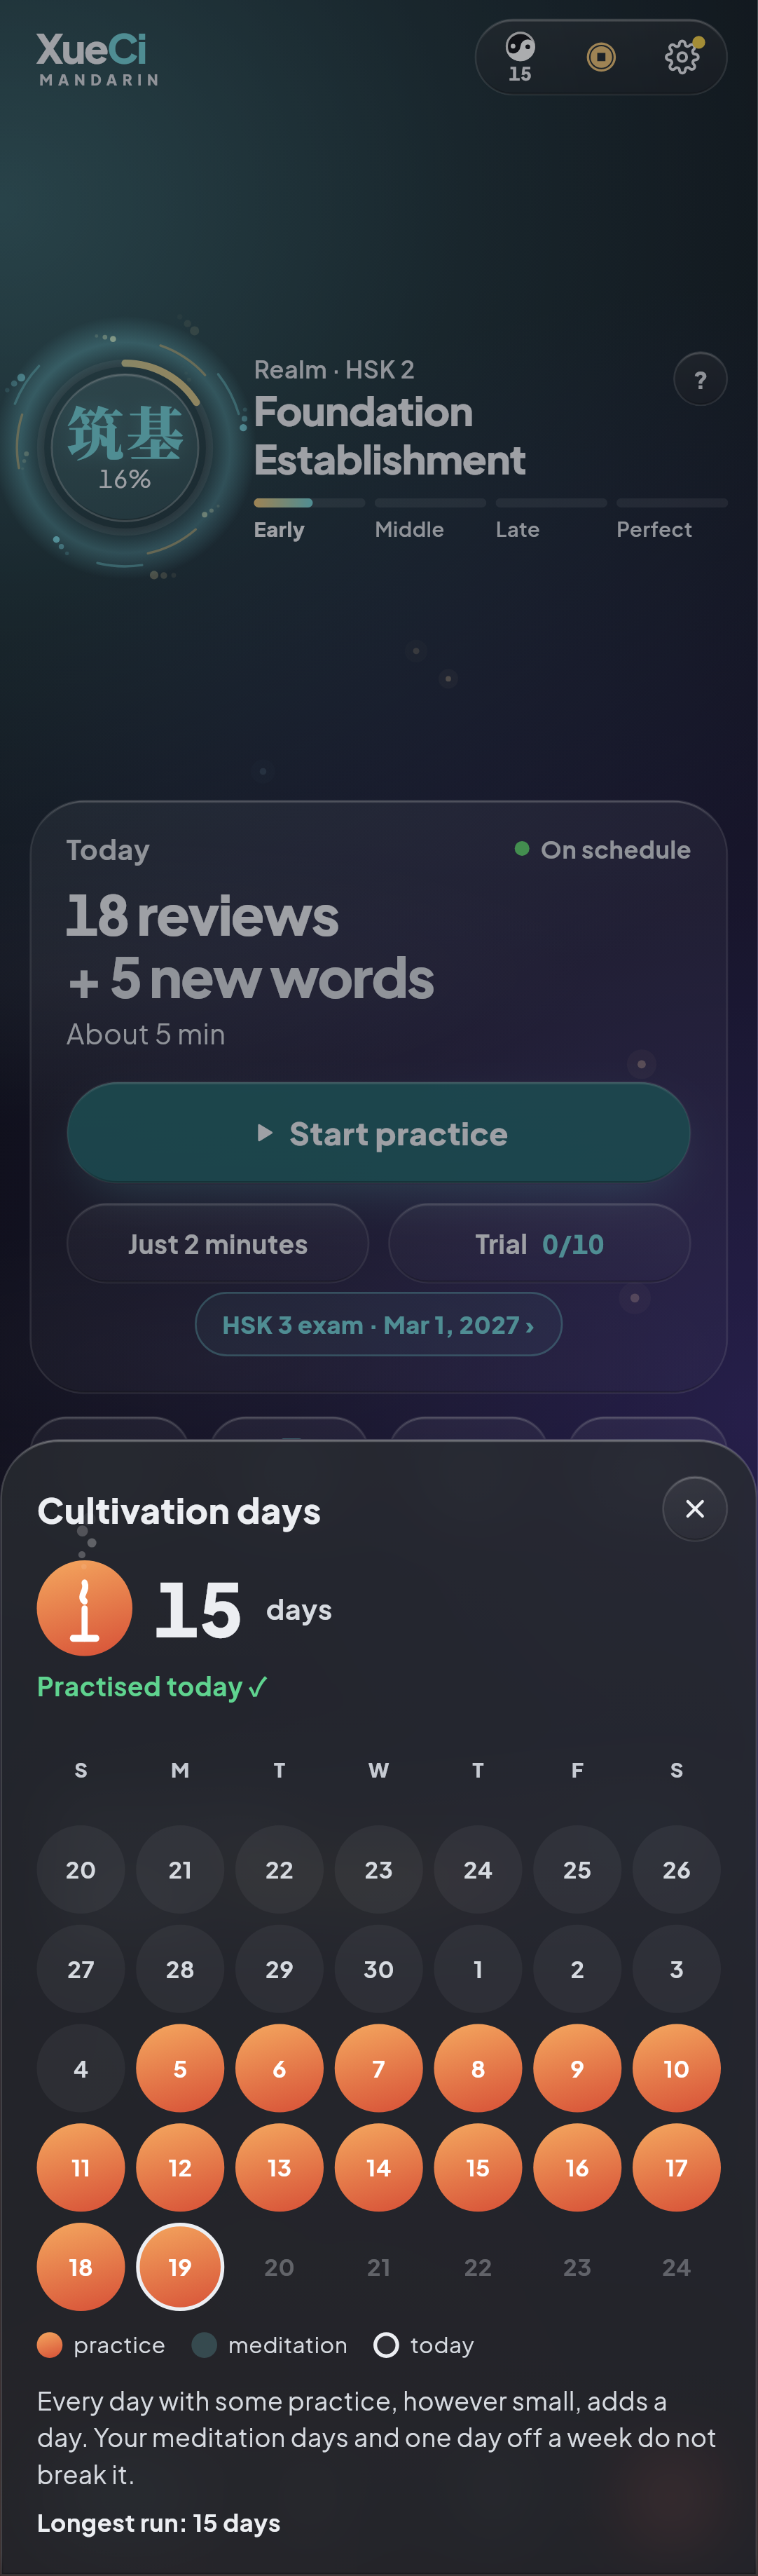 XueCi
MANDARIN
15
Realm · HSK 2
?
Foundation
Establishment
筑基
16%
Early Middle Late Perfect
Today
On schedule
18 reviews
+ 5 new words
About 5 min
Start practice
Just 2 minutes
Trial 0/10
HSK 3 exam · Mar 1, 2027 ›
Cultivation days
15 days
Practised today ✓
S M T W T F S
20 21 22 23 24 25 26
27 28 29 30 1 2 3
4 5 6 7 8 9 10
11 12 13 14 15 16 17
18 19 20 21 22 23 24
practice meditation today
Every day with some practice, however small, adds a
day. Your meditation days and one day off a week do not
break it.
Longest run: 15 days